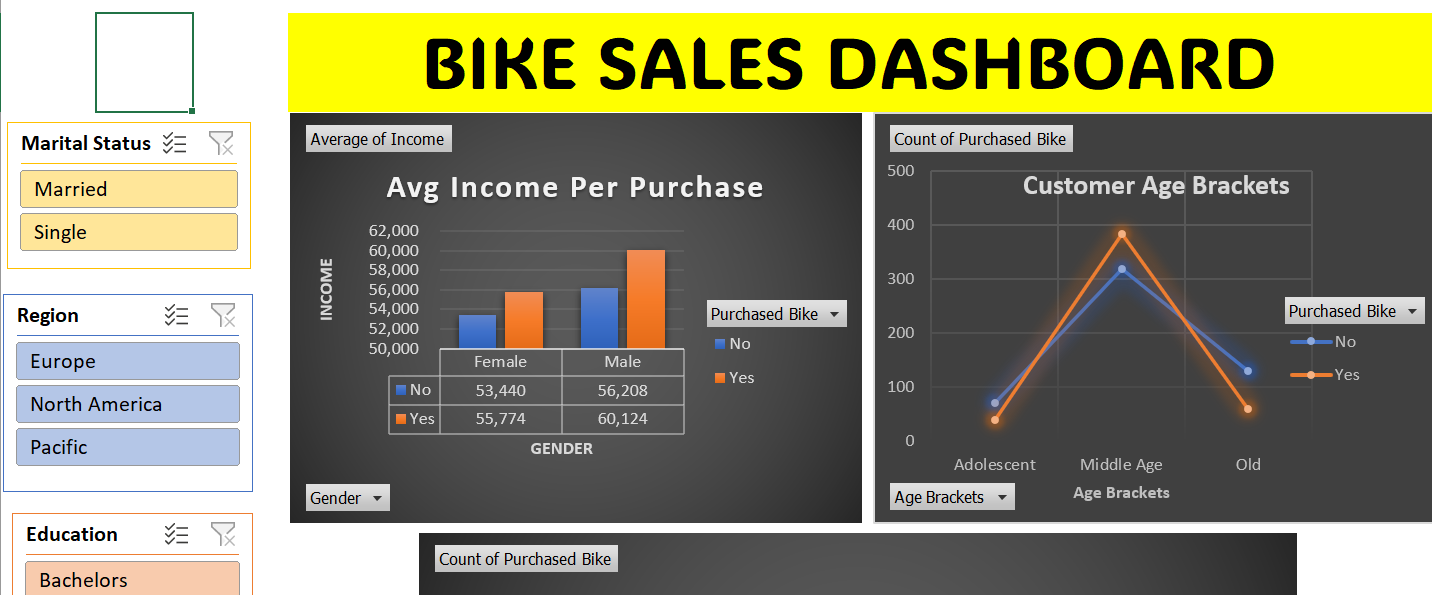 BIKE SALES DASHBOARD
Marital Status
Married
Single
Region
Europe
North America
Pacific
Education
Bachelors
Average of Income
Avg Income Per Purchase
INCOME
62,000
60,000
58,000
56,000
54,000
52,000
50,000
Female Male
No 53,440 56,208
Yes 55,774 60,124
GENDER
Purchased Bike
No
Yes
Gender
Count of Purchased Bike
Customer Age Brackets
500
400
300
200
100
0
Adolescent Middle Age Old
Age Brackets
Purchased Bike
No
Yes
Age Brackets
Count of Purchased Bike